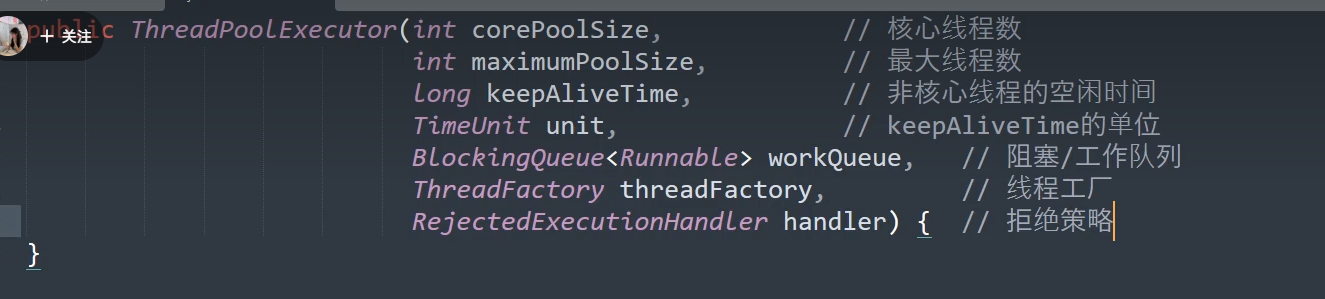 public ThreadPoolExecutor(int corePoolSize, // 核心线程数
+ 关注
int maximumPoolSize, // 最大线程数
long keepAliveTime, // 非核心线程的空闲时间
TimeUnit unit, // keepAliveTime的单位
BlockingQueue<Runnable> workQueue, // 阻塞/工作队列
ThreadFactory threadFactory, // 线程工厂
RejectedExecutionHandler handler) { // 拒绝策略
}